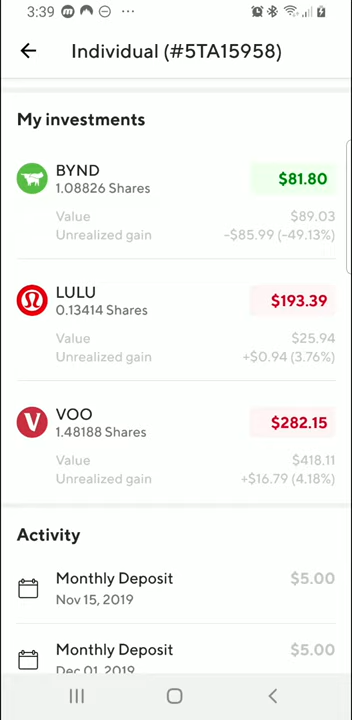 3:39
Individual (#5TA15958)
My investments
BYND
$81.80
1.08826 Shares
Value
$89.03
Unrealized gain
-$85.99 (-49.13%)
LULU
$193.39
0.13414 Shares
Value
$25.94
Unrealized gain
+$0.94 (3.76%)
V
VOO
$282.15
1.48188 Shares
Value
$418.11
Unrealized gain
+$16.79 (4.18%)
Activity
Monthly Deposit
$5.00
Nov 15, 2019
Monthly Deposit
$5.00
Dec 01, 2019